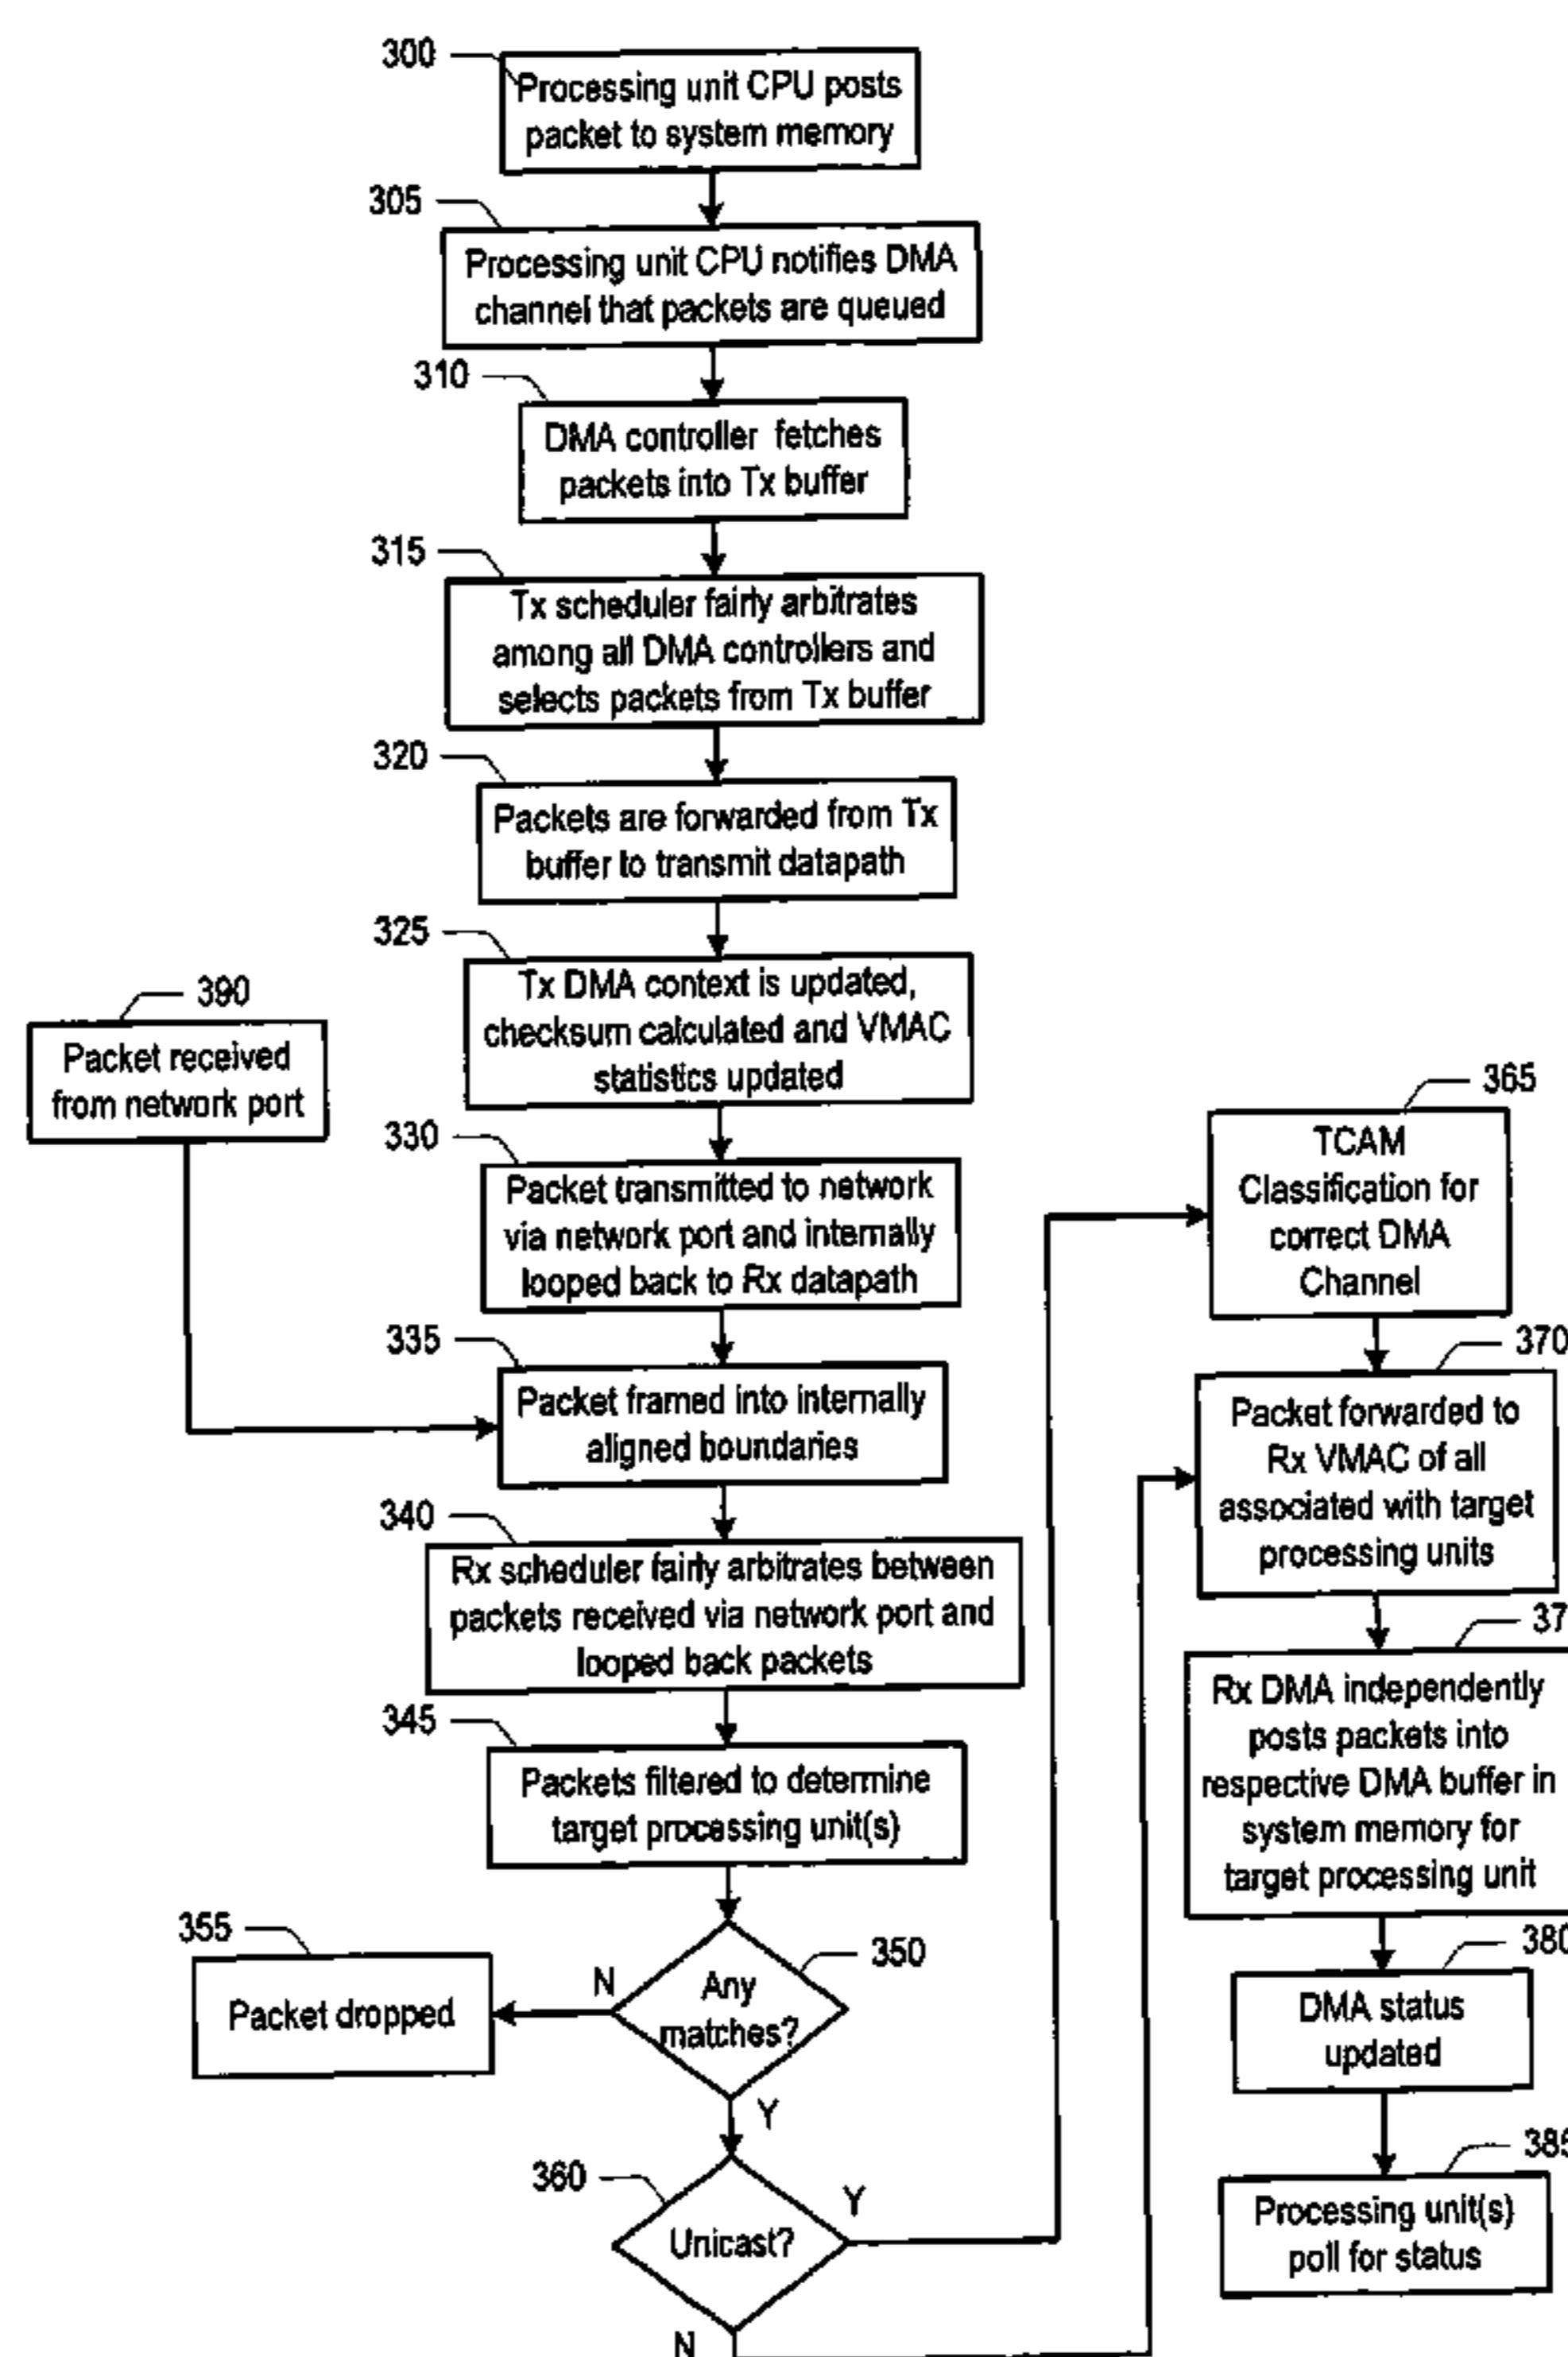 300
Processing unit CPU posts
packet to system memory
305
Processing unit CPU notifies DMA
channel that packets are queued
310
DMA controller fetches
packets into Tx buffer
315
Tx scheduler fairly arbitrates
among all DMA controllers and
selects packets from Tx buffer
320
Packets are forwarded from Tx
buffer to transmit datapath
325
Tx DMA context is updated,
checksum calculated and VMAC
statistics updated
390
Packet received
from network port
330
Packet transmitted to network
via network port and internally
looped back to Rx datapath
335
Packet framed into internally
aligned boundaries
340
Rx scheduler fairly arbitrates between
packets received via network port and
looped back packets
345
Packets filtered to determine
target processing unit(s)
350
Any
matches?
N
355
Packet dropped
Y
360
Unicast?
Y
N
365
TCAM
Classification for
correct DMA
Channel
370
Packet forwarded to
Rx VMAC of all
associated with target
processing units
37
Rx DMA independently
posts packets into
respective DMA buffer in
system memory for
target processing unit
380
DMA status
updated
385
Processing unit(s)
poll for status